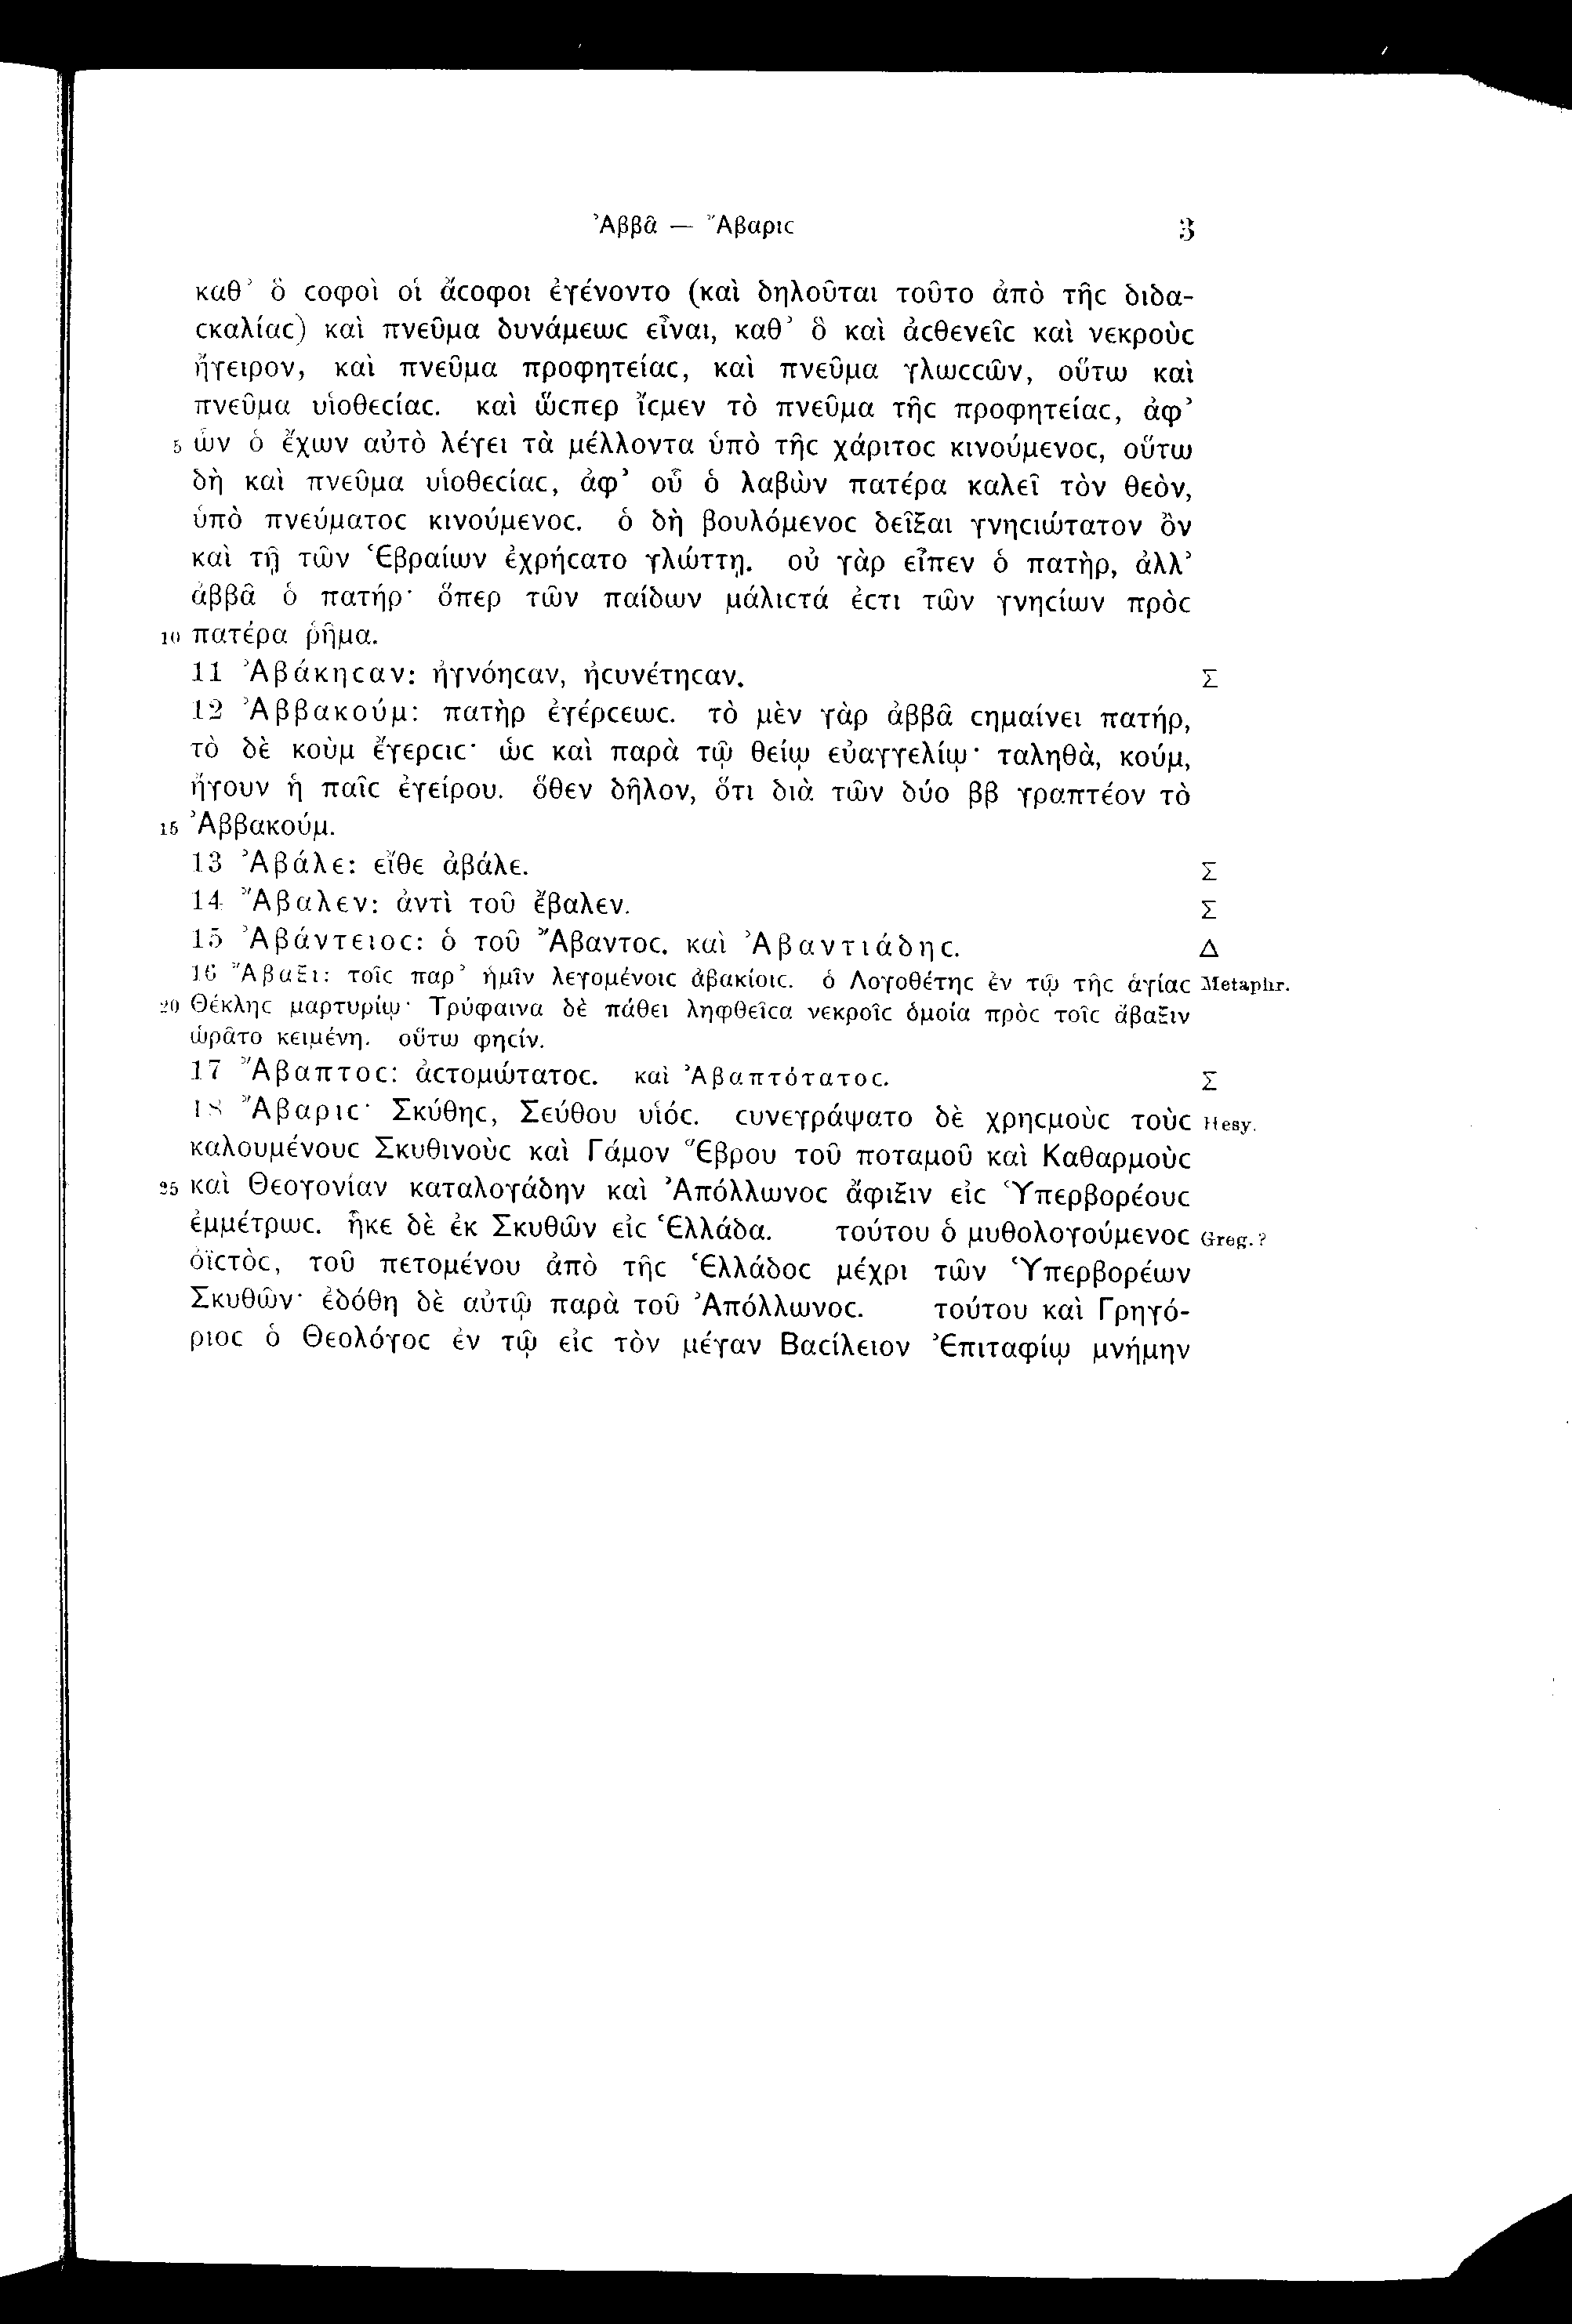 Ἀββᾶ — Ἄβαρις 3
καθ’ ὃ ϲοφοὶ οἱ ἄϲοφοι ἐγένοντο (καὶ δηλοῦται τοῦτο ἀπὸ τῆϲ διδα-
ϲκαλίαϲ) καὶ πνεῦμα δυνάμεωϲ εἶναι, καθ’ ὃ καὶ ἀϲθενεῖϲ καὶ νεκροὺϲ
ἤγειρον, καὶ πνεῦμα προφητείαϲ, καὶ πνεῦμα γλωϲϲῶν, οὕτω καὶ
πνεῦμα υἱοθεϲίαϲ. καὶ ὥϲπερ ἴϲμεν τὸ πνεῦμα τῆϲ προφητείαϲ, ἀφ’
5 ὧν ὁ ἔχων αὐτὸ λέγει τὰ μέλλοντα ὑπὸ τῆϲ χάριτοϲ κινούμενοϲ, οὕτω
δὴ καὶ πνεῦμα υἱοθεϲίαϲ, ἀφ’ οὗ ὁ λαβὼν πατέρα καλεῖ τὸν θεὸν,
ὑπὸ πνεύματοϲ κινούμενοϲ. ὁ δὴ βουλόμενοϲ δεῖξαι γνηϲιώτατον ὂν
καὶ τῇ τῶν Ἑβραίων ἐχρήϲατο γλώττῃ. οὐ γὰρ εἶπεν ὁ πατὴρ, ἀλλ’
ἀββᾶ ὁ πατήρ· ὅπερ τῶν παίδων μάλιϲτά ἐϲτι τῶν γνηϲίων πρὸϲ
10 πατέρα ῥῆμα.
11 Ἀβάκηϲαν: ἠγνόηϲαν, ἠϲυνέτηϲαν. Σ
12 Ἀββακούμ: πατὴρ ἐγέρϲεωϲ. τὸ μὲν γὰρ ἀββᾶ ϲημαίνει πατήρ,
τὸ δὲ κοὺμ ἔγερϲιϲ· ὡϲ καὶ παρὰ τῷ θείῳ εὐαγγελίῳ· ταληθὰ, κούμ,
ἤγουν ἡ παῖϲ ἐγείρου. ὅθεν δῆλον, ὅτι διὰ τῶν δύο ββ γραπτέον τὸ
15 Ἀββακούμ.
13 Ἀβάλε: εἴθε ἀβάλε. Σ
14 Ἄβαλεν: ἀντὶ τοῦ ἔβαλεν. Σ
15 Ἀβάντειοϲ: ὁ τοῦ Ἄβαντοϲ. καὶ Ἀβαντιάδηϲ. Δ
16 Ἄβαξι: τοῖϲ παρ’ ἡμῖν λεγομένοιϲ ἀβακίοιϲ. ὁ Λογοθέτηϲ ἐν τῷ τῆϲ ἁγίαϲ Metaphr.
20 Θέκληϲ μαρτυρίῳ· Τρύφαινα δὲ πάθει ληφθεῖϲα νεκροῖϲ ὁμοία πρὸϲ τοῖϲ ἄβαξιν
ὡρᾶτο κειμένη. οὕτω φηϲίν.
17 Ἄβαπτοϲ: ἀϲτομώτατοϲ. καὶ Ἀβαπτότατοϲ. Σ
18 Ἄβαριϲ· Σκύθηϲ, Σεύθου υἱόϲ. ϲυνεγράψατο δὲ χρηϲμοὺϲ τοὺϲ Hesy.
καλουμένουϲ Σκυθινοὺϲ καὶ Γάμον Ἕβρου τοῦ ποταμοῦ καὶ Καθαρμοὺϲ
25 καὶ Θεογονίαν καταλογάδην καὶ Ἀπόλλωνοϲ ἄφιξιν εἰϲ Ὑπερβορέουϲ
ἐμμέτρωϲ. ἧκε δὲ ἐκ Σκυθῶν εἰϲ Ἑλλάδα. τούτου ὁ μυθολογούμενοϲ Greg.?
ὀϊϲτὸϲ, τοῦ πετομένου ἀπὸ τῆϲ Ἑλλάδοϲ μέχρι τῶν Ὑπερβορέων
Σκυθῶν· ἐδόθη δὲ αὐτῷ παρὰ τοῦ Ἀπόλλωνοϲ. τούτου καὶ Γρηγό-
ριοϲ ὁ Θεολόγοϲ ἐν τῷ εἰϲ τὸν μέγαν Βαϲίλειον Ἐπιταφίῳ μνήμην